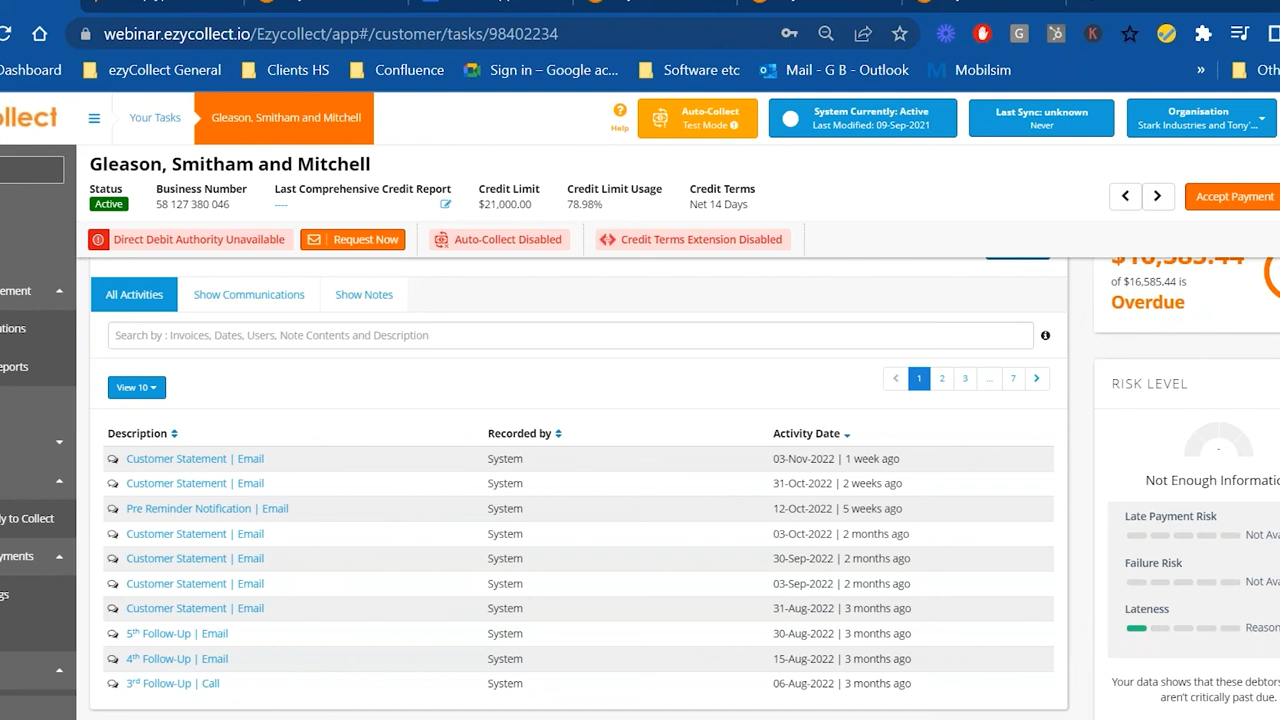 webinar.ezycollect.io/Ezycollect/app#/customer/tasks/98402234
Dashboard ezyCollect General Clients HS Confluence Sign in – Google ac... Software etc Mail - G B - Outlook Mobilsim » Oth
ollect Your Tasks Gleason, Smitham and Mitchell Help Auto-Collect Test Mode System Currently: Active Last Modified: 09-Sep-2021 Last Sync: unknown Never Organisation Stark Industries and Tony'...
Gleason, Smitham and Mitchell
Status Business Number Last Comprehensive Credit Report Credit Limit Credit Limit Usage Credit Terms
Active 58 127 380 046 ---- $21,000.00 78.98% Net 14 Days
Accept Payment
Direct Debit Authority Unavailable Request Now Auto-Collect Disabled Credit Terms Extension Disabled
$16,585.44
of $16,585.44 is
Overdue
All Activities Show Communications Show Notes
Search by : Invoices, Dates, Users, Note Contents and Description
View 10 1 2 3 ... 7
Description Recorded by Activity Date
Customer Statement | Email System 03-Nov-2022 | 1 week ago
Customer Statement | Email System 31-Oct-2022 | 2 weeks ago
Pre Reminder Notification | Email System 12-Oct-2022 | 5 weeks ago
Customer Statement | Email System 03-Oct-2022 | 2 months ago
Customer Statement | Email System 30-Sep-2022 | 2 months ago
Customer Statement | Email System 03-Sep-2022 | 2 months ago
Customer Statement | Email System 31-Aug-2022 | 3 months ago
5th Follow-Up | Email System 30-Aug-2022 | 3 months ago
4th Follow-Up | Email System 15-Aug-2022 | 3 months ago
3rd Follow-Up | Call System 06-Aug-2022 | 3 months ago
RISK LEVEL
-
Not Enough Informatio
Late Payment Risk
Not Ava
Failure Risk
Not Ava
Lateness
Reason
Your data shows that these debtors
aren't critically past due.
ement
ations
ports
y to Collect
yments
gs